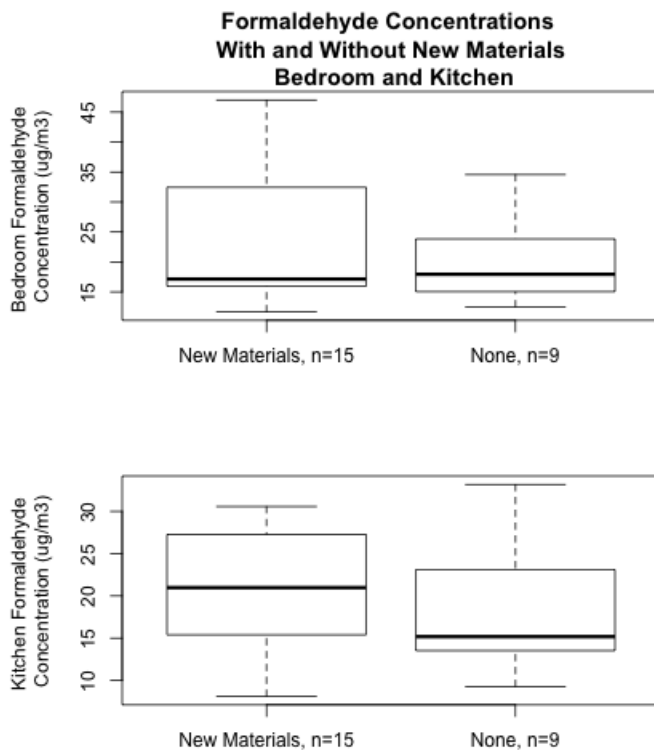 Formaldehyde Concentrations
With and Without New Materials
Bedroom and Kitchen
Bedroom Formaldehyde
Concentration (ug/m3)
45
35
25
15
New Materials, n=15
None, n=9
Kitchen Formaldehyde
Concentration (ug/m3)
30
25
20
15
10
New Materials, n=15
None, n=9